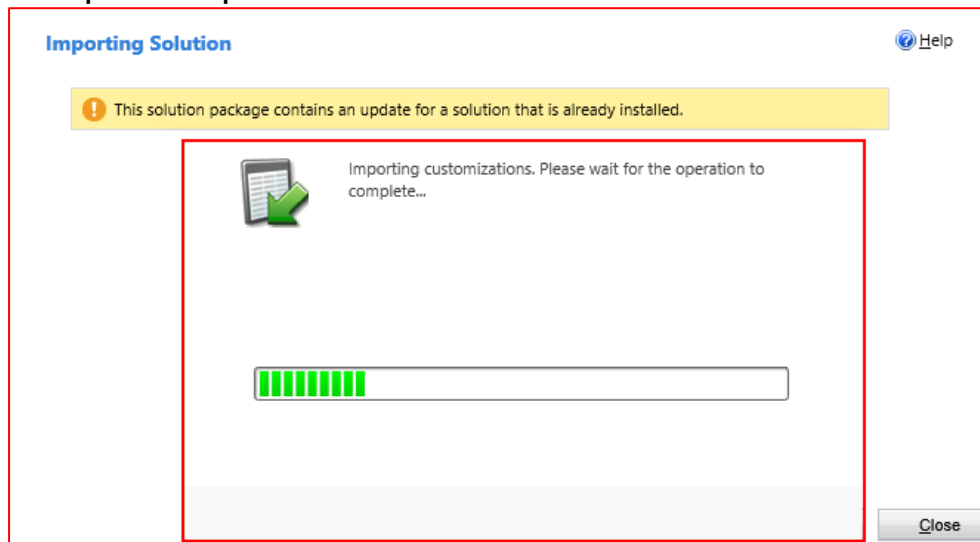 Importing Solution
Help
This solution package contains an update for a solution that is already installed.
Importing customizations. Please wait for the operation to
complete...
Close